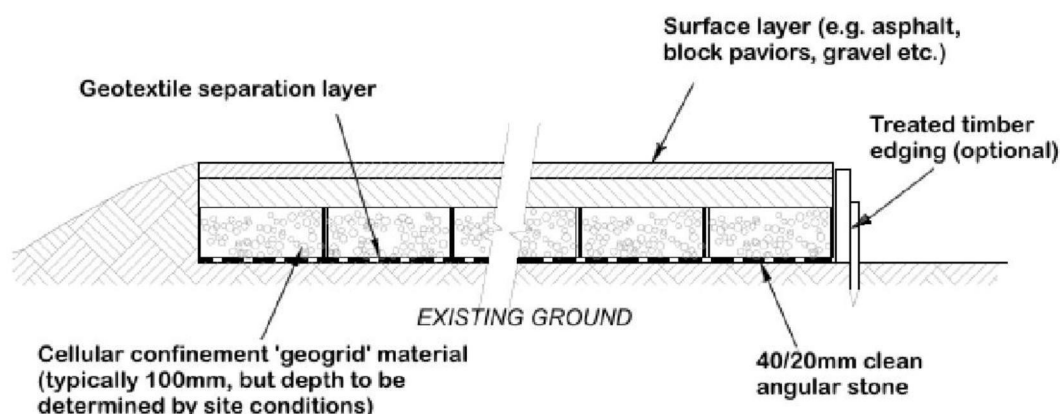 Surface layer (e.g. asphalt,
block paviors, gravel etc.)
Geotextile separation layer
Treated timber
edging (optional)
EXISTING GROUND
Cellular confinement 'geogrid' material
(typically 100mm, but depth to be
determined by site conditions)
40/20mm clean
angular stone